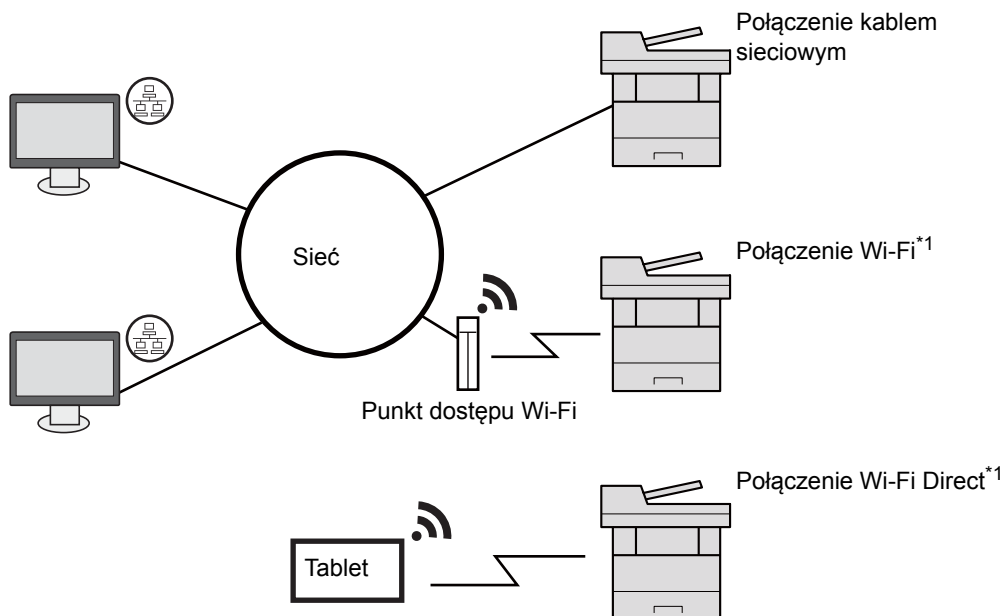 Połączenie kablem
sieciowym
Sieć
Połączenie Wi-Fi*1
Punkt dostępu Wi-Fi
Połączenie Wi-Fi Direct*1
Tablet